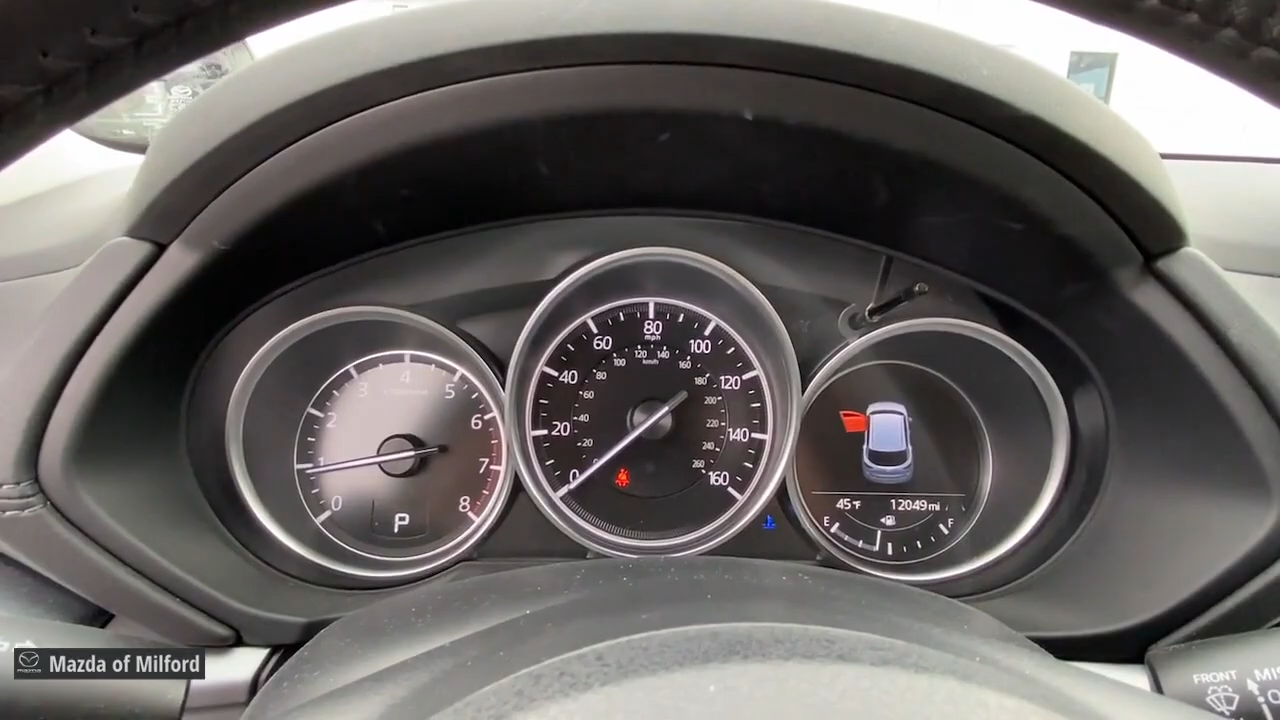 0 1 2 3 4 5 6 7 8
P
0 20 40 60 80 100 120 140 160
mph
20 40 60 80 100 120 140 160 180 200 220 240 260
km/h
45°F 12049 mi
E F
Mazda of Milford
FRONT